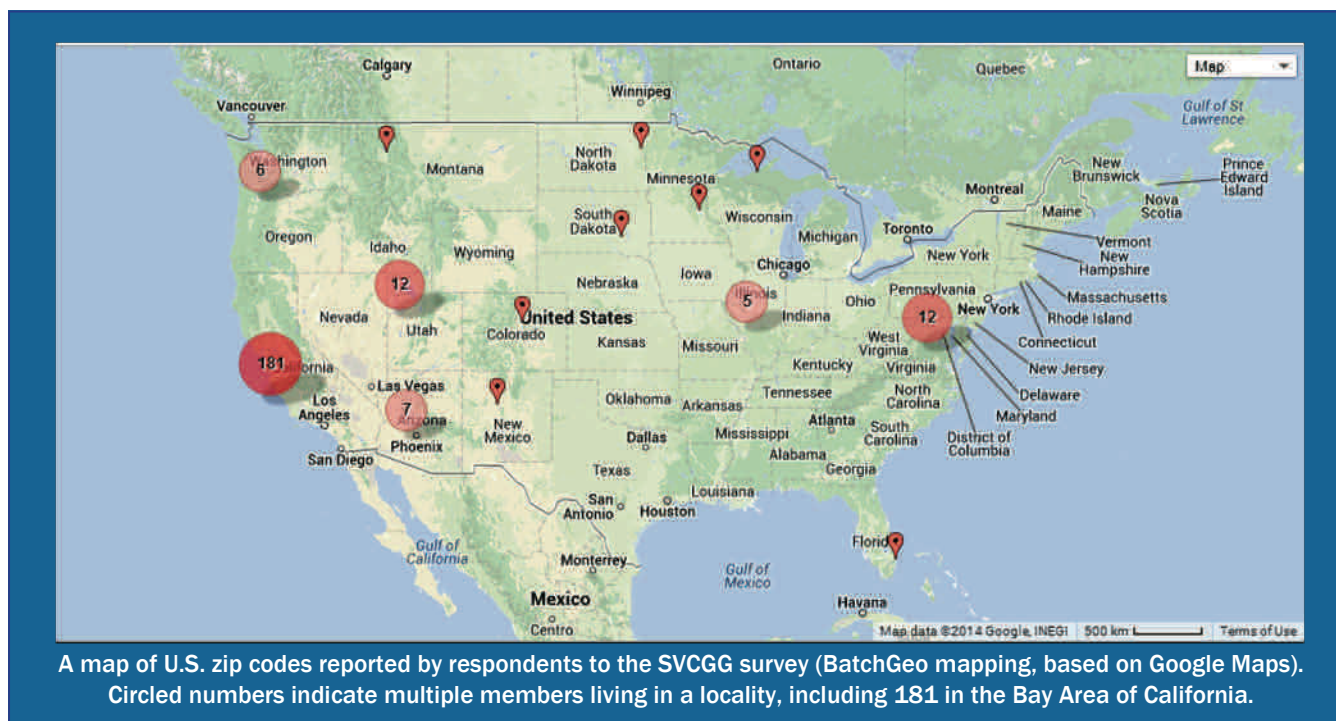 Calgary
Ontario
Quebec
Map
Winnipeg
Vancouver
Gulf of St
Lawrence
6
Washington
North
Dakota
Montana
Minnesota
New
Brunswick
Prince
Edward
Island
Montreal
Nova
Scotia
Maine
South
Dakota
Wisconsin
Oregon
Idaho
Wyoming
Michigan
Toronto
New York
Vermont
New
Hampshire
12
Nebraska
Iowa
Chicago
Illinois
5
Ohio
Pennsylvania
New York
Massachusetts
Rhode Island
Connecticut
12
Nevada
Utah
Colorado
United States
Indiana
Kansas
Missouri
West
Virginia
Kentucky
Virginia
New Jersey
Delaware
Maryland
District of
Columbia
181
California
Las Vegas
Los
Angeles
7
Arizona
Phoenix
San Diego
New
Mexico
Oklahoma
Arkansas
Tennessee
North
Carolina
Mississippi
Atlanta
South
Carolina
Dallas
Alabama
Georgia
Texas
Louisiana
San
Antonio
Houston
Gulf of
California
Monterrey
Gulf of
Mexico
Florid
Havana
Mexico
Centro
Map data ©2014 Google, INEGI
500 km
Terms of Use
A map of U.S. zip codes reported by respondents to the SVCGG survey (BatchGeo mapping, based on Google Maps).
Circled numbers indicate multiple members living in a locality, including 181 in the Bay Area of California.